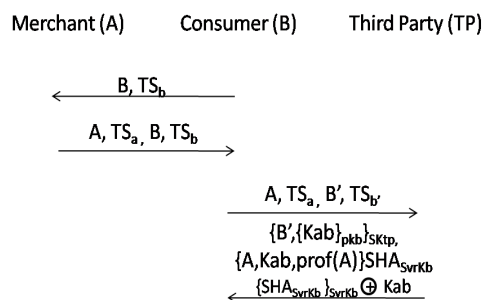 Merchant (A) Consumer (B) Third Party (TP)
B, TSb
A, TSa, B, TSb
A, TSa, B', TSb'
{B',{Kab}pkb}SKtp,
{A,Kab,prof(A)}SHASvrKb
{SHASvrKb}SvrKb ⊕ Kab